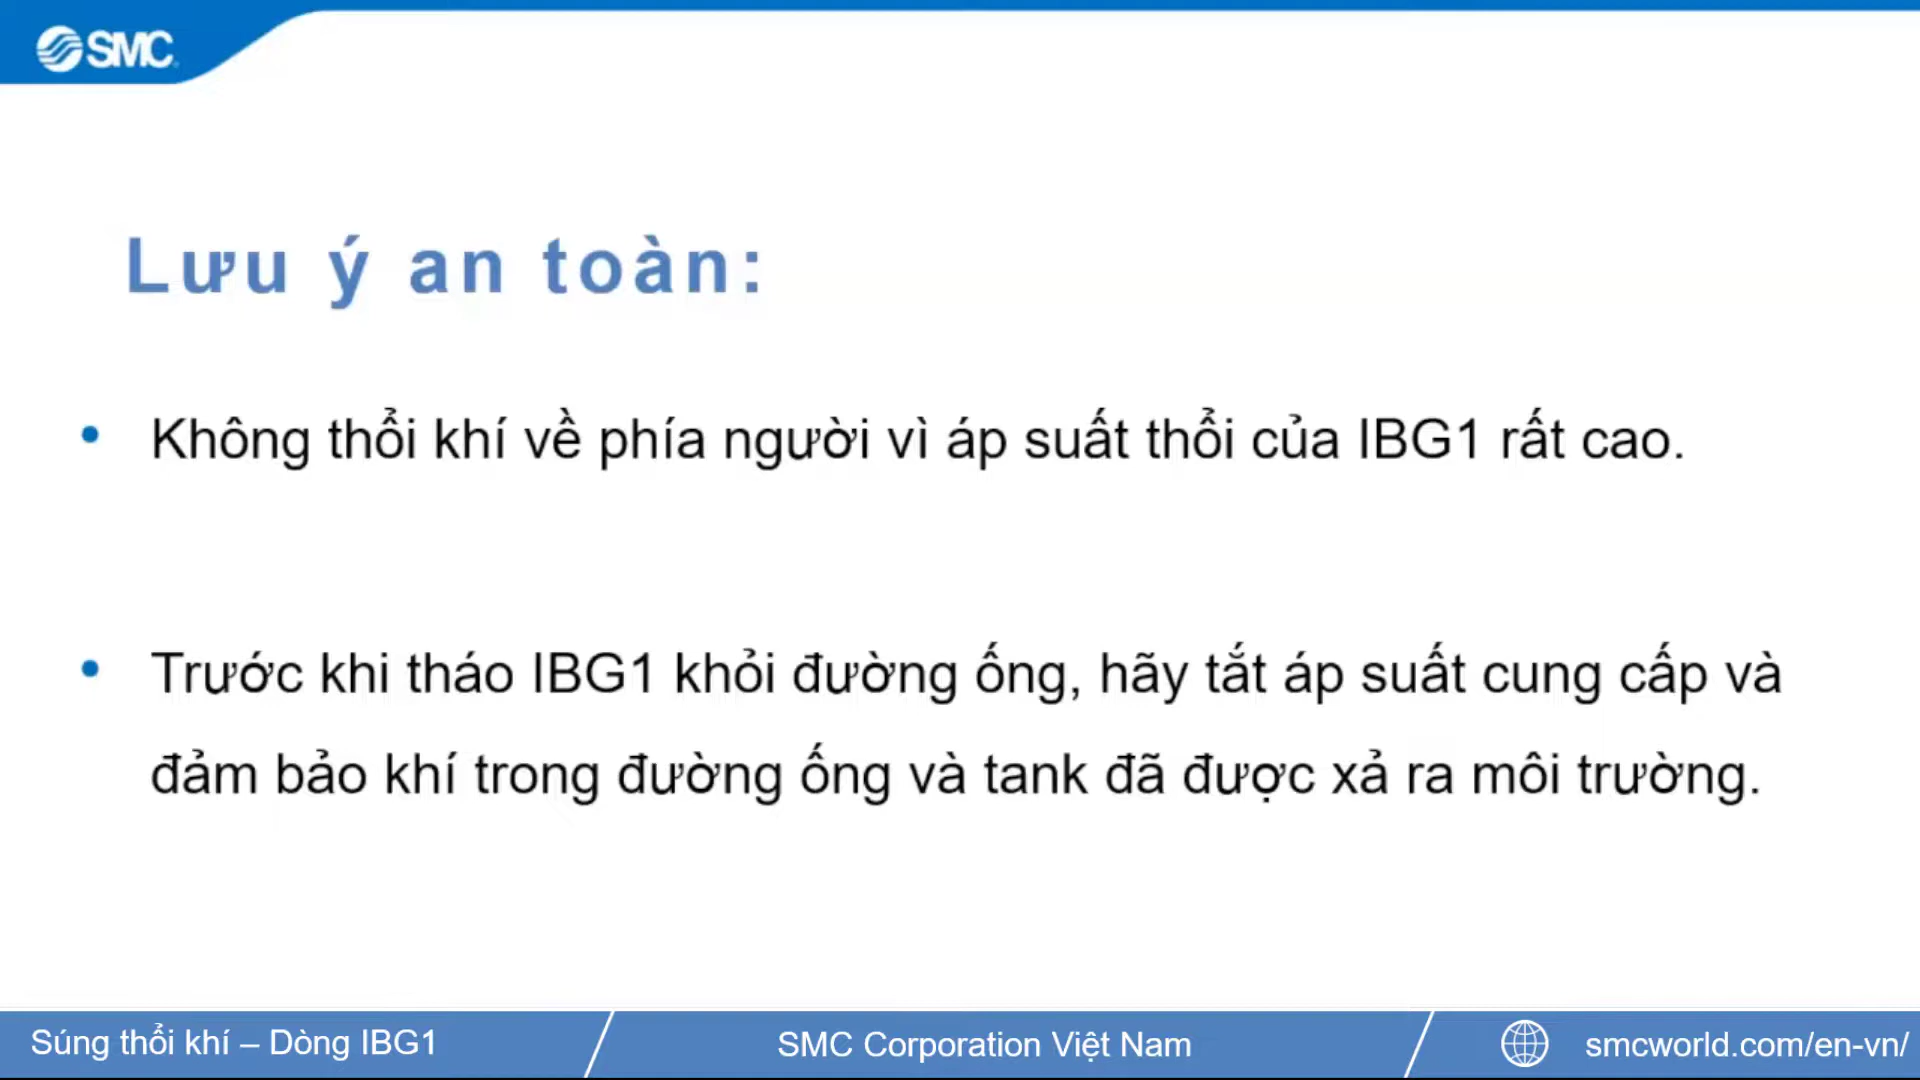 SMC
Lưu ý an toàn:
• Không thổi khí về phía người vì áp suất thổi của IBG1 rất cao.
• Trước khi tháo IBG1 khỏi đường ống, hãy tắt áp suất cung cấp và
đảm bảo khí trong đường ống và tank đã được xả ra môi trường.
Súng thổi khí – Dòng IBG1
SMC Corporation Việt Nam
smcworld.com/en-vn/